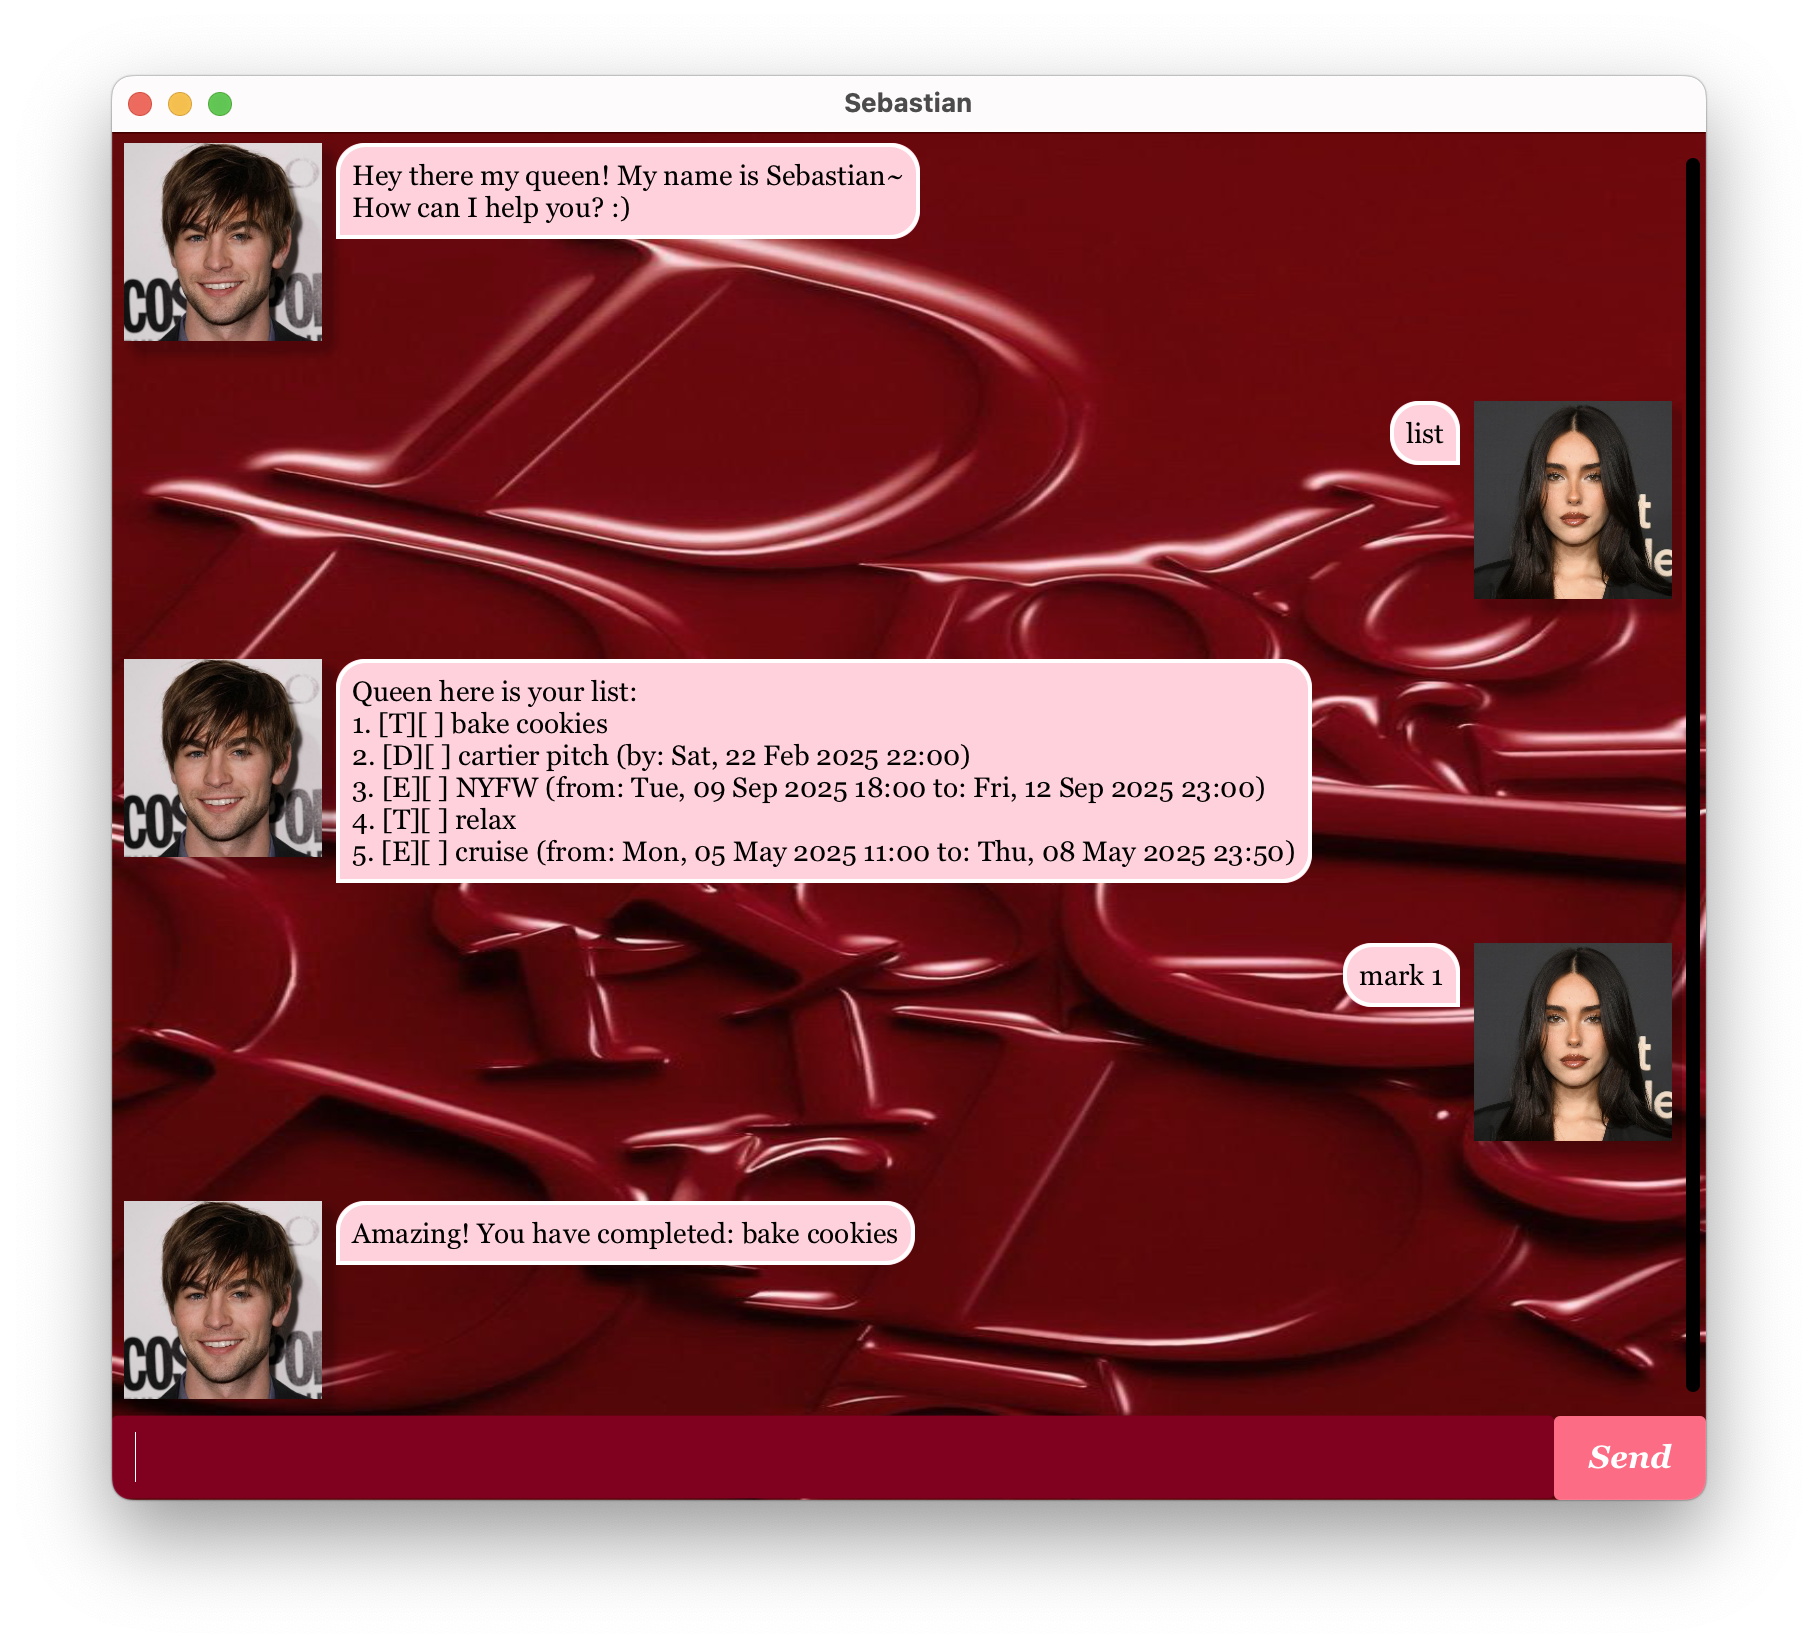 Sebastian
Hey there my queen! My name is Sebastian~
How can I help you? :)
list
Queen here is your list:
1. [T][ ] bake cookies
2. [D][ ] cartier pitch (by: Sat, 22 Feb 2025 22:00)
3. [E][ ] NYFW (from: Tue, 09 Sep 2025 18:00 to: Fri, 12 Sep 2025 23:00)
4. [T][ ] relax
5. [E][ ] cruise (from: Mon, 05 May 2025 11:00 to: Thu, 08 May 2025 23:50)
mark 1
Amazing! You have completed: bake cookies
Send